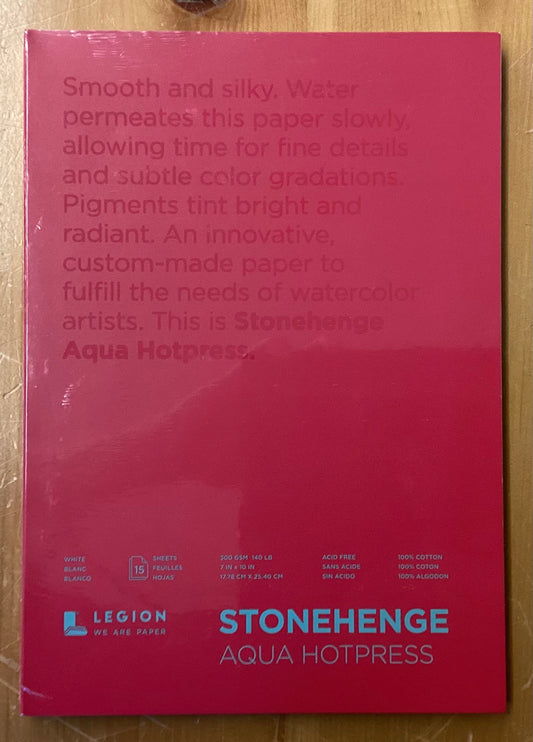 Smooth and silky. Water
permeates this paper slowly,
allowing time for fine details
and subtle color gradations.
Pigments tint bright and
radiant. An innovative,
custom-made paper to
fulfill the needs of watercolor
artists. This is Stonehenge
Aqua Hotpress.
WHITE
BLANC
BLANCO
15
SHEETS
FEUILLES
HOJAS
300 GSM 140 LB
7 IN x 10 IN
17.78 CM X 25.40 CM
ACID FREE
SANS ACIDE
SIN ACIDO
100% COTTON
100% COTON
100% ALGODON
LEGION
WE ARE PAPER
STONEHENGE
AQUA HOTPRESS